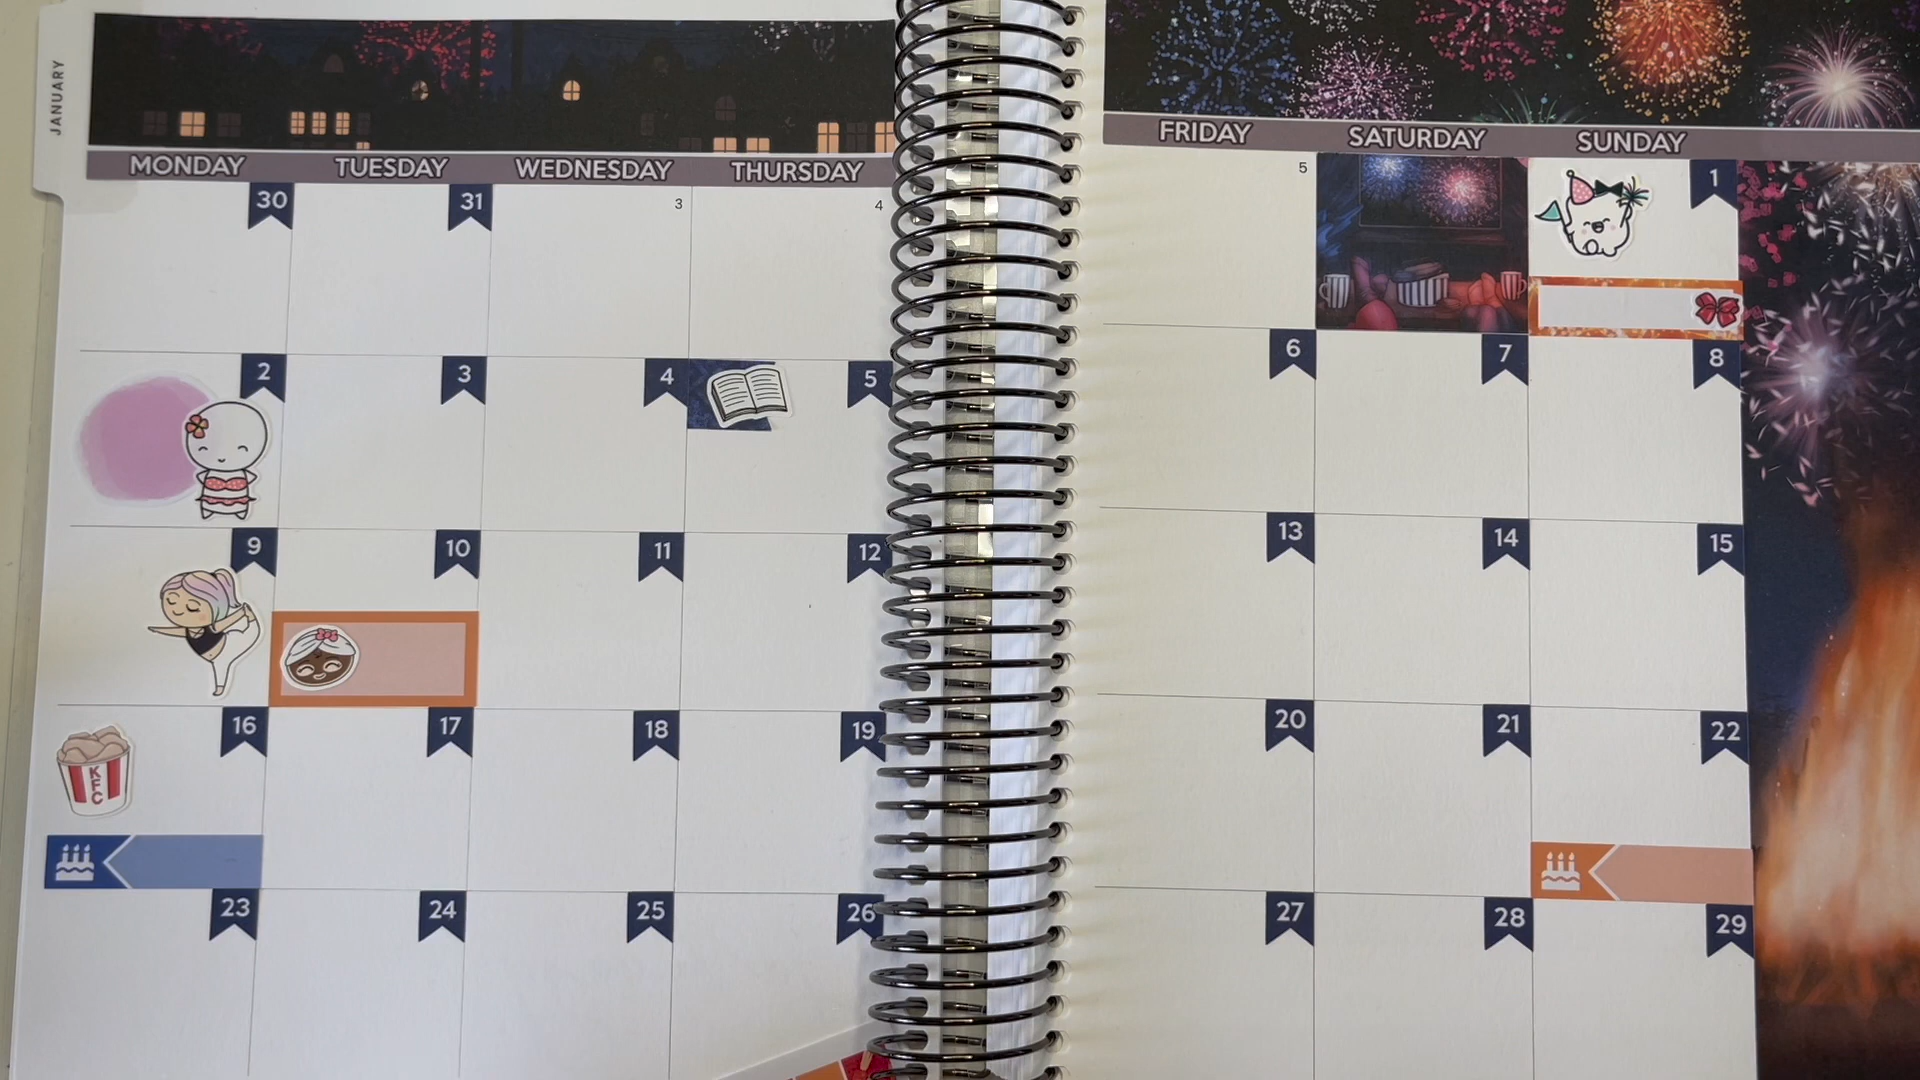 JANUARY
MONDAY TUESDAY WEDNESDAY THURSDAY FRIDAY SATURDAY SUNDAY
30 31 3 4 5 1
2 3 4 5 6 7 8
9 10 11 12 13 14 15
16 17 18 19 20 21 22
KFC
23 24 25 26 27 28 29